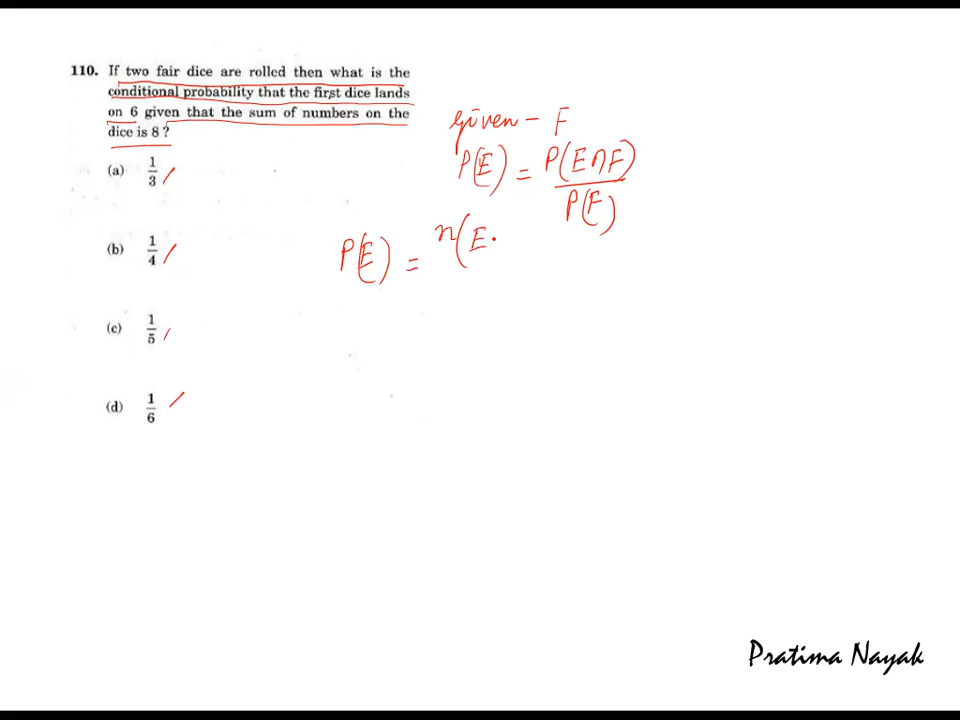 110. If two fair dice are rolled then what is the
conditional probability that the first dice lands
on 6 given that the sum of numbers on the
dice is 8 ?
(a) 1/3
(b) 1/4
(c) 1/5
(d) 1/6
given - F
P(E) = P(E∩F)/P(F)
P(E) = n(E.
Pratima Nayak